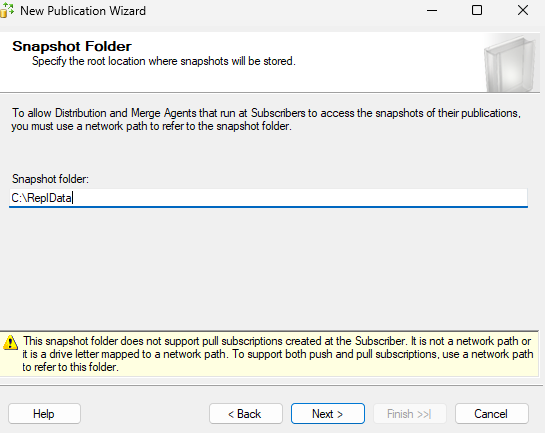 New Publication Wizard
Snapshot Folder
Specify the root location where snapshots will be stored.
To allow Distribution and Merge Agents that run at Subscribers to access the snapshots of their publications,
you must use a network path to refer to the snapshot folder.
Snapshot folder:
C:\ReplData
This snapshot folder does not support pull subscriptions created at the Subscriber. It is not a network path or
it is a drive letter mapped to a network path. To support both push and pull subscriptions, use a network path
to refer to this folder.
Help
< Back
Next >
Finish >>|
Cancel